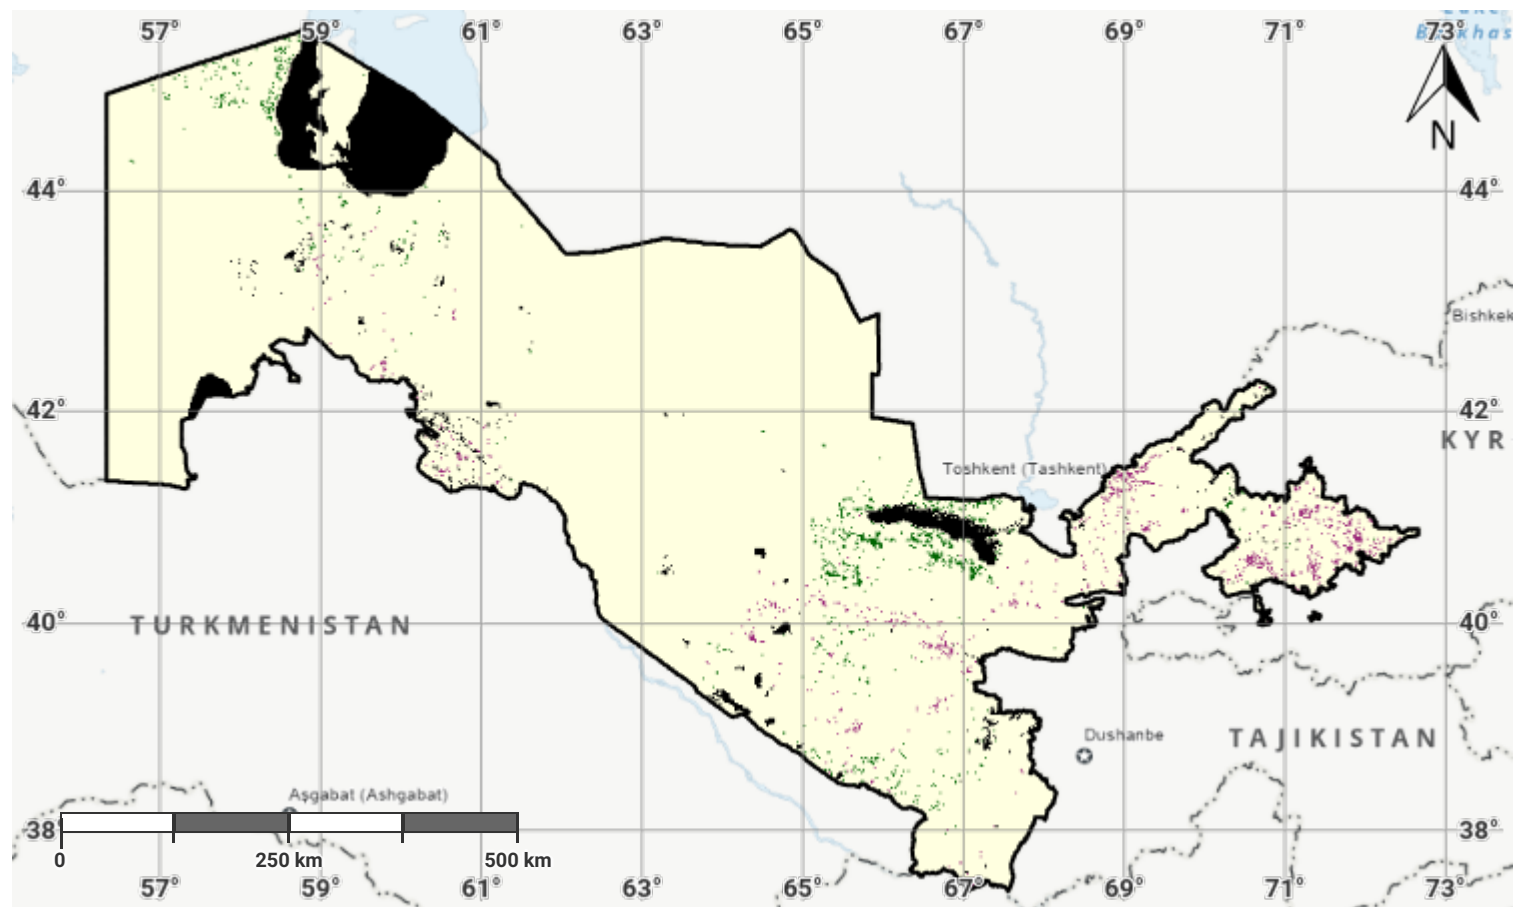 57° 59° 61° 63° 65° 67° 69° 71° 73°
N
44° 44°
Bishkek
42° 42°
KYR
Toshkent (Tashkent)
40° TURKMENISTAN 40°
Dushanbe
TAJIKISTAN
Aşgabat (Ashgabat)
38° 38°
0 250 km 500 km
57° 59° 61° 63° 65° 67° 69° 71° 73°